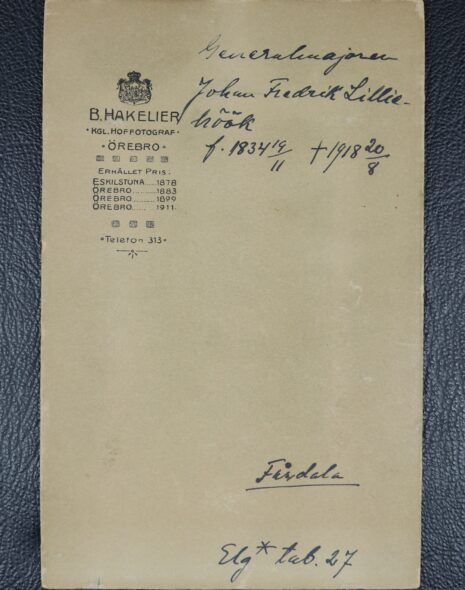 Generalmajoren
Johan Fredrik Lillie-
höök
f. 1834 19/11 † 1918 20/8
B. HAKELIER
• KGL. HOFFOTOGRAF •
• ÖREBRO •
ERHÅLLET PRIS:
ESKILSTUNA.....1878
ÖREBRO..........1883
ÖREBRO..........1899
ÖREBRO...... 1911.
• Telefon 313 •
Fårdala
Elg* tab. 27